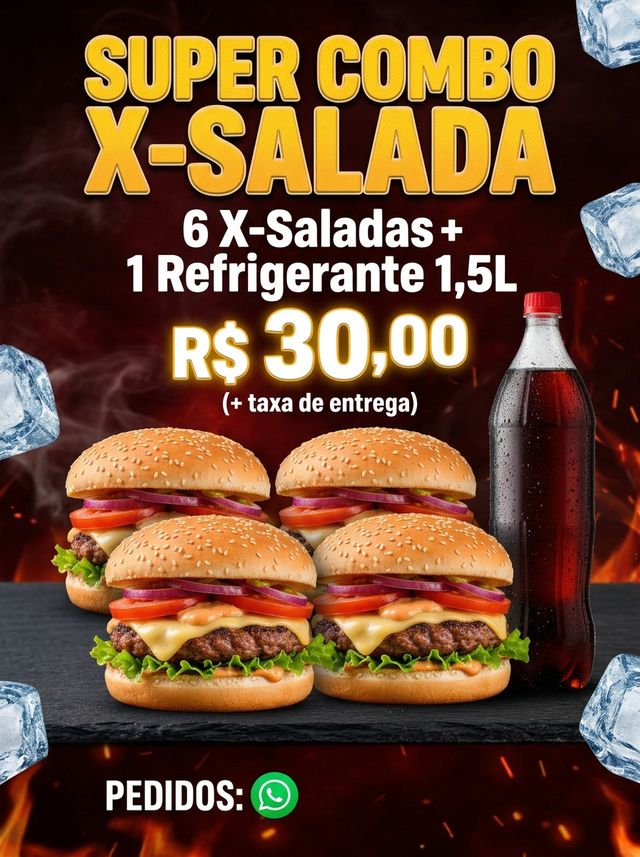 SUPER COMBO
X-SALADA
6 X-Saladas +
1 Refrigerante 1,5L
R$ 30,00
(+ taxa de entrega)
PEDIDOS: